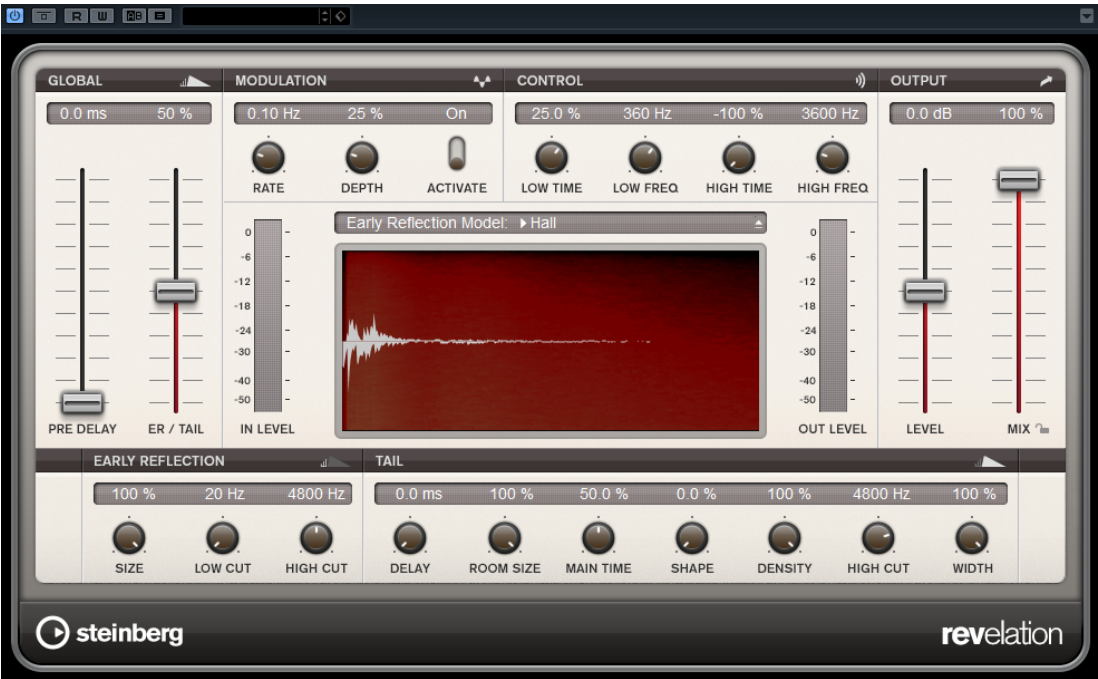 R W AB
GLOBAL MODULATION CONTROL OUTPUT
0.0 ms 50 % 0.10 Hz 25 % On 25.0 % 360 Hz -100 % 3600 Hz 0.0 dB 100 %
RATE DEPTH ACTIVATE LOW TIME LOW FREQ HIGH TIME HIGH FREQ
Early Reflection Model: Hall
0 0
-6 -6
-12 -12
-18 -18
-24 -24
-30 -30
-40 -40
-50 -50
PRE DELAY ER / TAIL IN LEVEL OUT LEVEL LEVEL MIX
EARLY REFLECTION TAIL
100 % 20 Hz 4800 Hz 0.0 ms 100 % 50.0 % 0.0 % 100 % 4800 Hz 100 %
SIZE LOW CUT HIGH CUT DELAY ROOM SIZE MAIN TIME SHAPE DENSITY HIGH CUT WIDTH
steinberg revelation